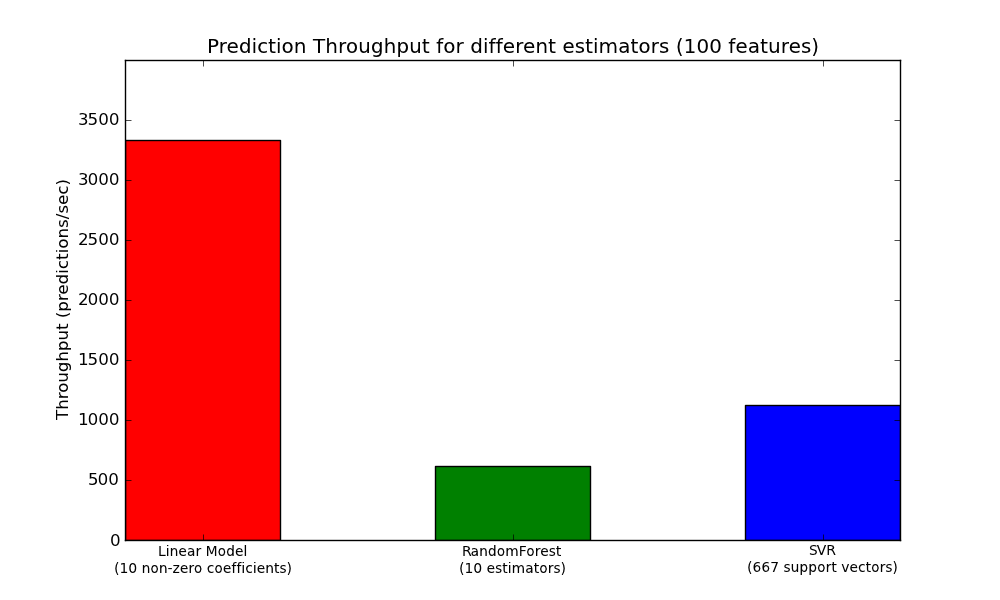 Prediction Throughput for different estimators (100 features)
Throughput (predictions/sec)
3500
3000
2500
2000
1500
1000
500
0
Linear Model
(10 non-zero coefficients)
RandomForest
(10 estimators)
SVR
(667 support vectors)